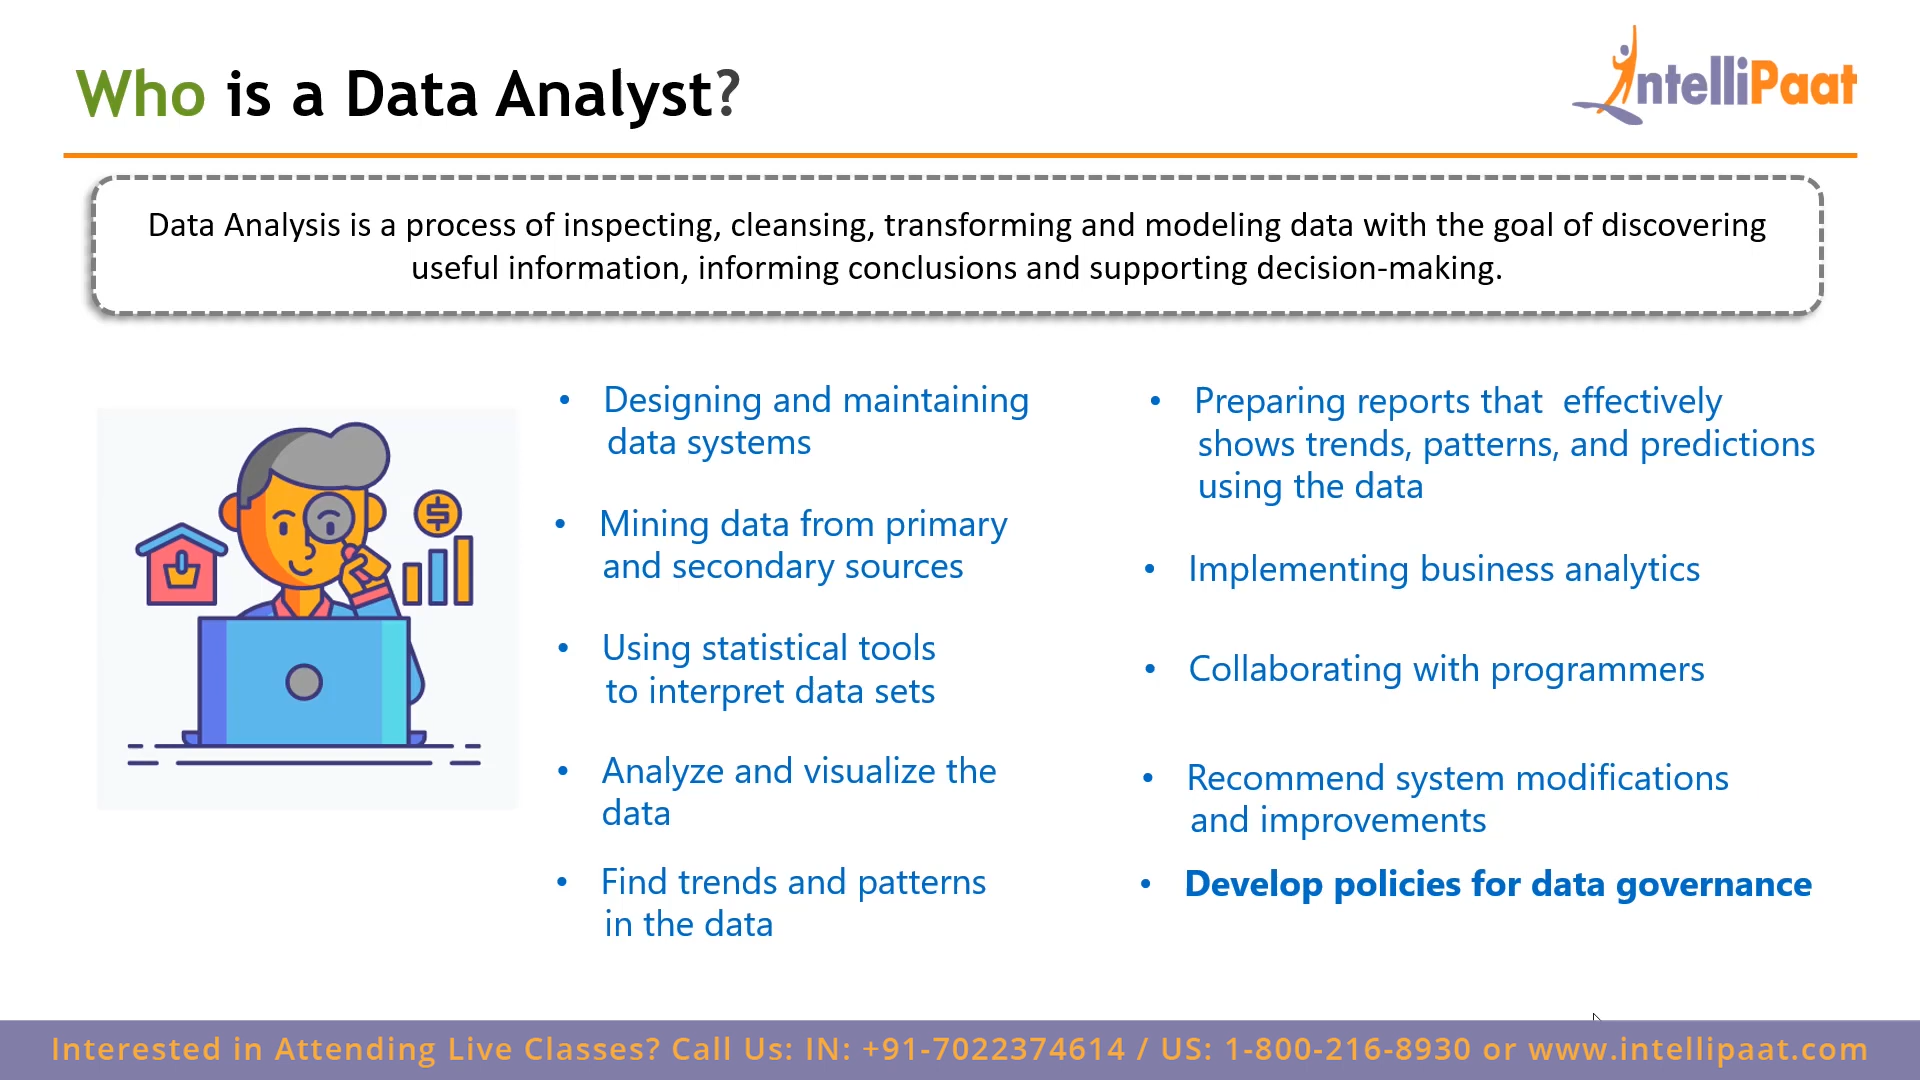 Who is a Data Analyst?
IntelliPaat
Data Analysis is a process of inspecting, cleansing, transforming and modeling data with the goal of discovering
useful information, informing conclusions and supporting decision-making.
• Designing and maintaining
data systems
• Mining data from primary
and secondary sources
• Using statistical tools
to interpret data sets
• Analyze and visualize the
data
• Find trends and patterns
in the data
• Preparing reports that  effectively
shows trends, patterns, and predictions
using the data
• Implementing business analytics
• Collaborating with programmers
• Recommend system modifications
and improvements
• Develop policies for data governance
Interested in Attending Live Classes? Call Us: IN: +91-7022374614 / US: 1-800-216-8930 or www.intellipaat.com